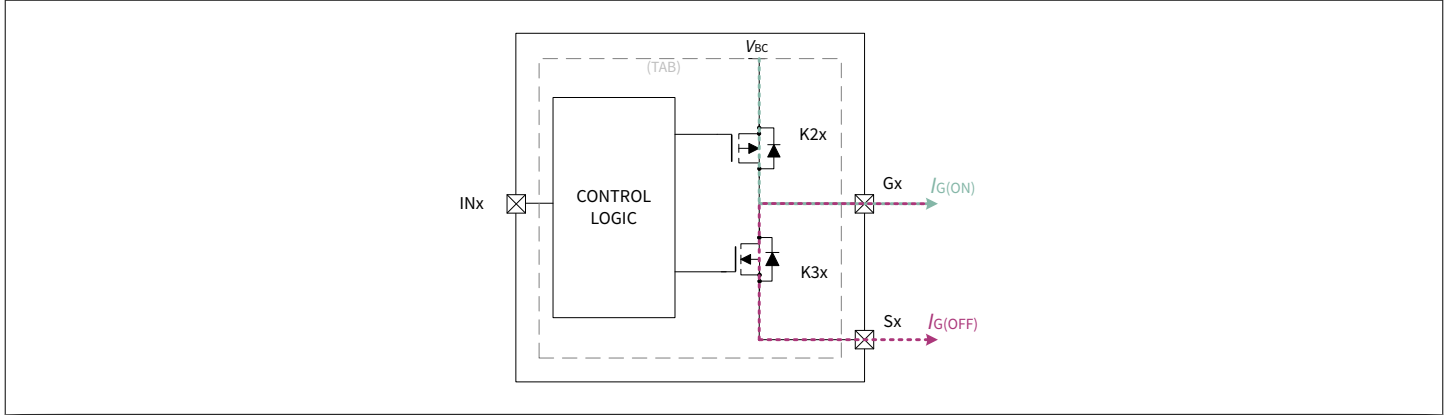 VBC
(TAB)
K2x
Gx
IG(ON)
INx
CONTROL
LOGIC
K3x
Sx
IG(OFF)